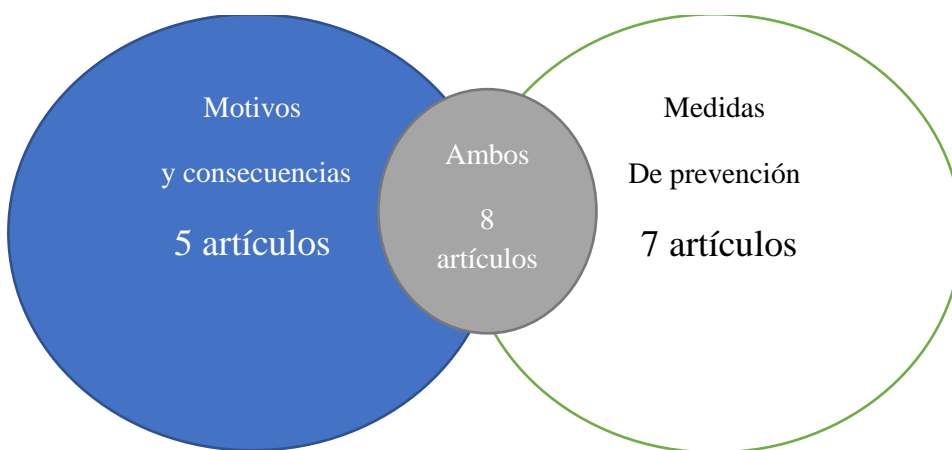 Motivos
y consecuencias
5 artículos
Ambos
8
artículos
Medidas
De prevención
7 artículos